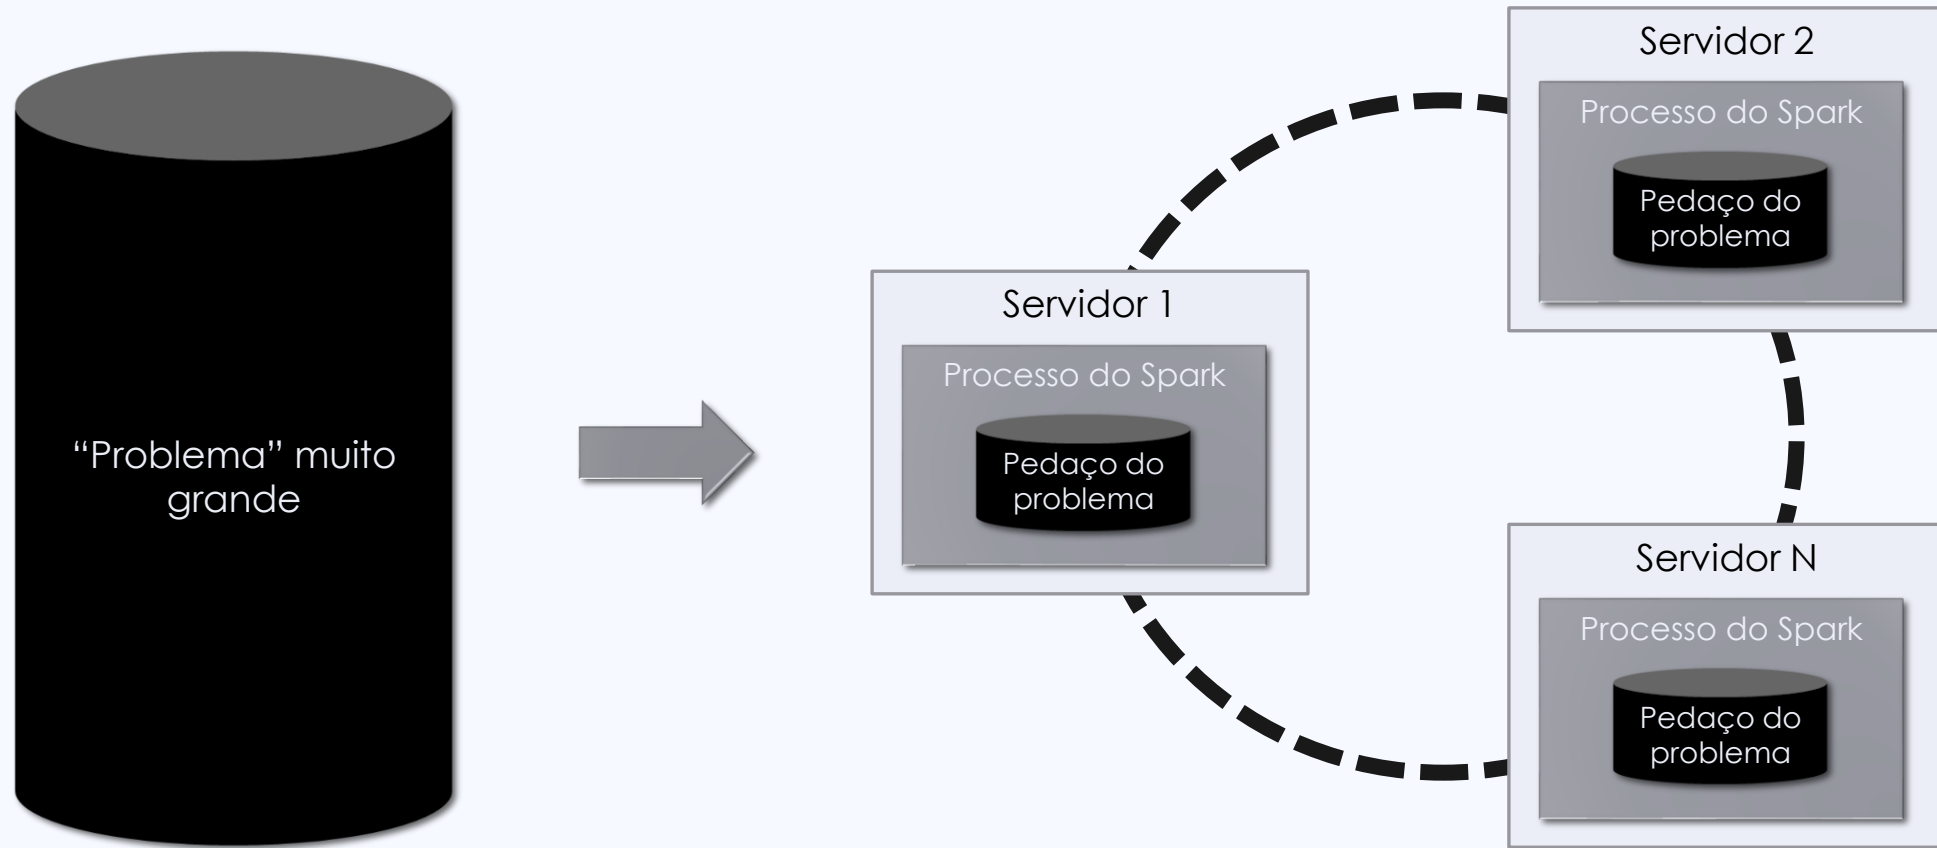 “Problema” muito
grande
Servidor 1
Processo do Spark
Pedaço do
problema
Servidor 2
Processo do Spark
Pedaço do
problema
Servidor N
Processo do Spark
Pedaço do
problema